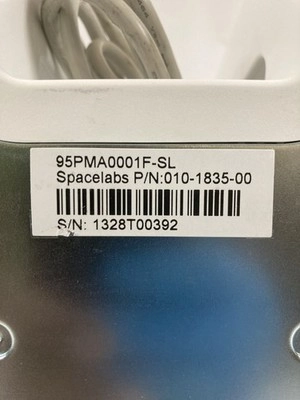 95PMA0001F-SL
Spacelabs P/N:010-1835-00
S/N: 1328T00392